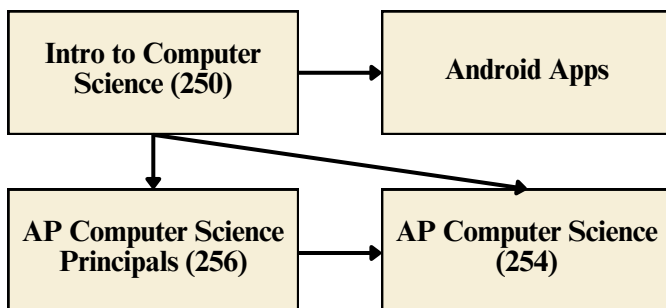 Intro to Computer
Science (250)
Android Apps
AP Computer Science
Principals (256)
AP Computer Science
(254)